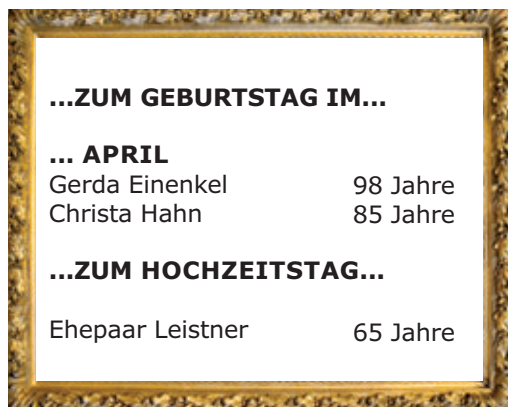 ...ZUM GEBURTSTAG IM...
... APRIL
Gerda Einenkel 98 Jahre
Christa Hahn 85 Jahre
...ZUM HOCHZEITSTAG...
Ehepaar Leistner 65 Jahre